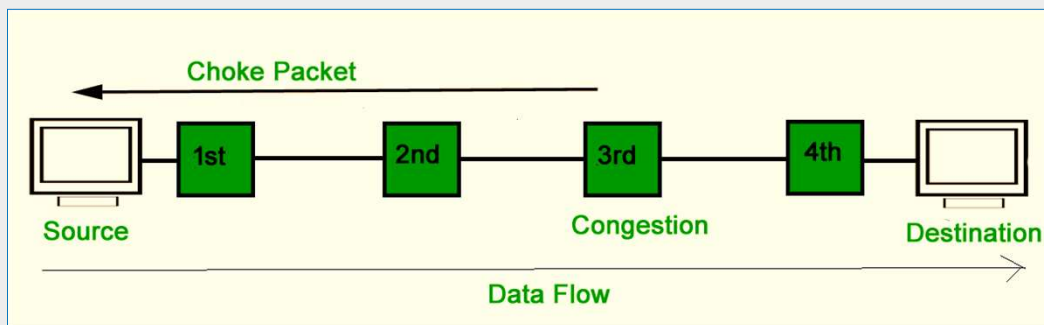 Choke Packet
1st
2nd
3rd
4th
Source
Congestion
Destination
Data Flow